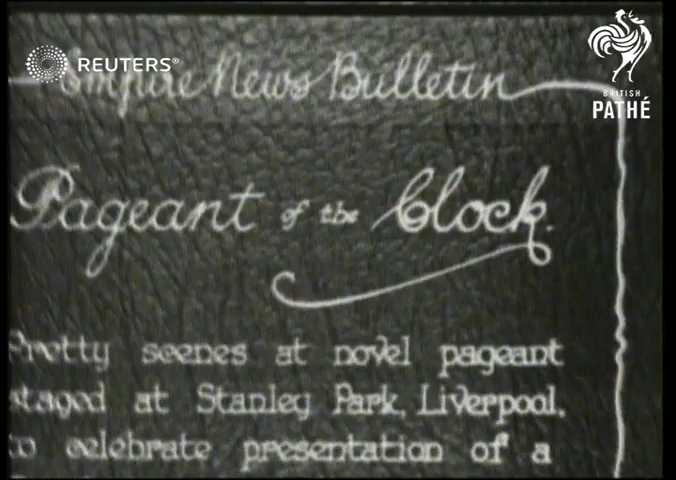 REUTERS®
BRITISH
PATHÉ
Empire News Bulletin
Pageant of the Clock.
Pretty scenes at novel pageant
staged at Stanley Park, Liverpool,
to celebrate presentation of a